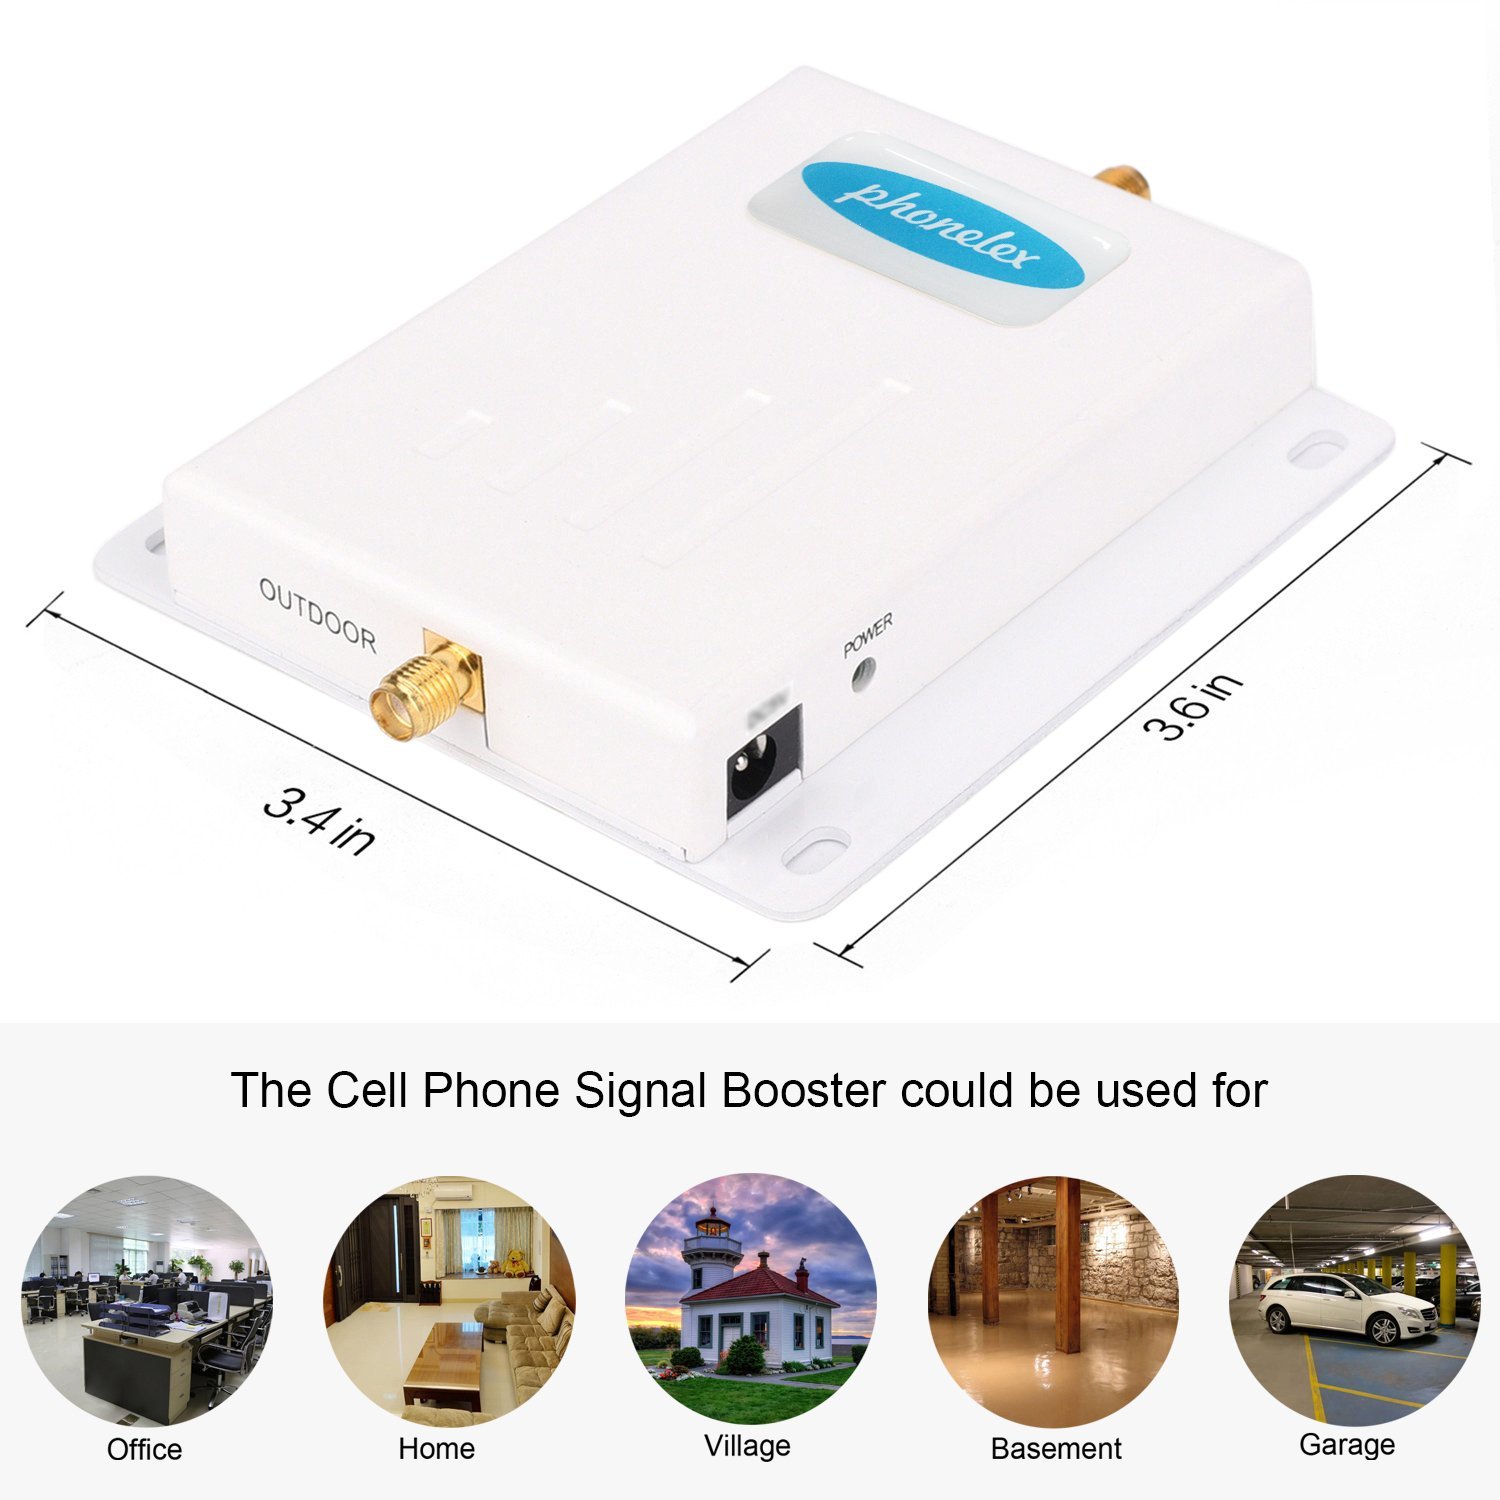 phonelex
OUTDOOR
POWER
3.4 in
3.6 in
The Cell Phone Signal Booster could be used for
Office
Home
Village
Basement
Garage